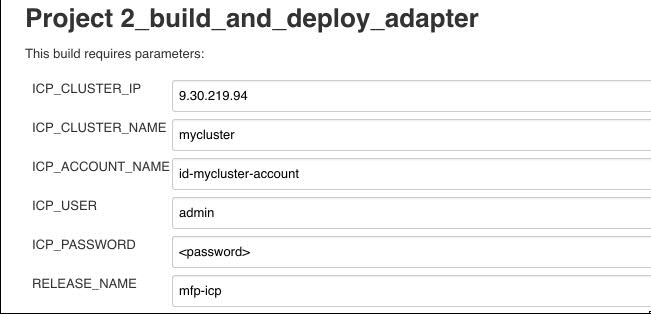 Project 2_build_and_deploy_adapter
This build requires parameters:
ICP_CLUSTER_IP 9.30.219.94
ICP_CLUSTER_NAME mycluster
ICP_ACCOUNT_NAME id-mycluster-account
ICP_USER admin
ICP_PASSWORD <password>
RELEASE_NAME mfp-icp